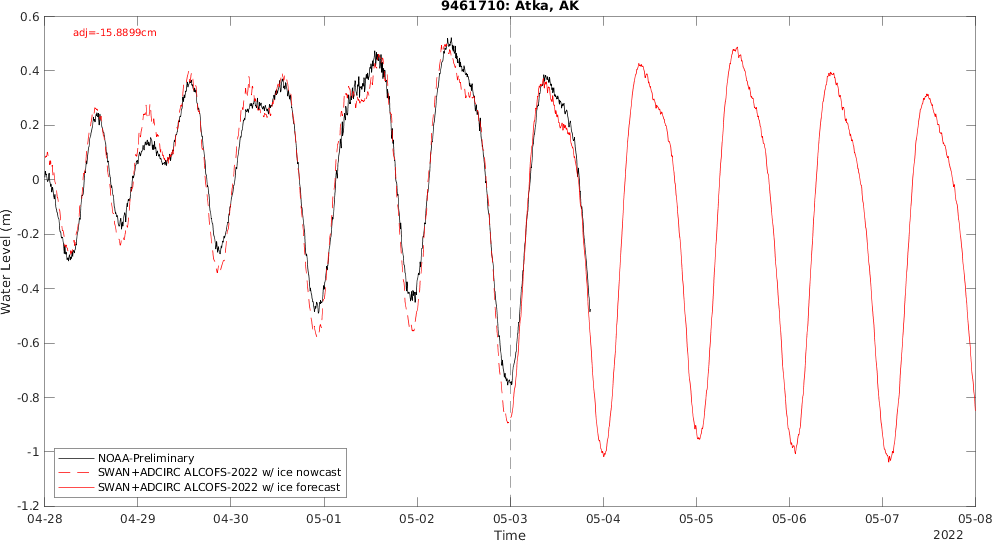 9461710: Atka, AK
adj=-15.8899cm
0.6
0.4
0.2
0
-0.2
-0.4
-0.6
-0.8
-1
-1.2
Water Level (m)
NOAA-Preliminary
SWAN+ADCIRC ALCOFS-2022 w/ ice nowcast
SWAN+ADCIRC ALCOFS-2022 w/ ice forecast
04-28 04-29 04-30 05-01 05-02 05-03 05-04 05-05 05-06 05-07 05-08
Time
2022